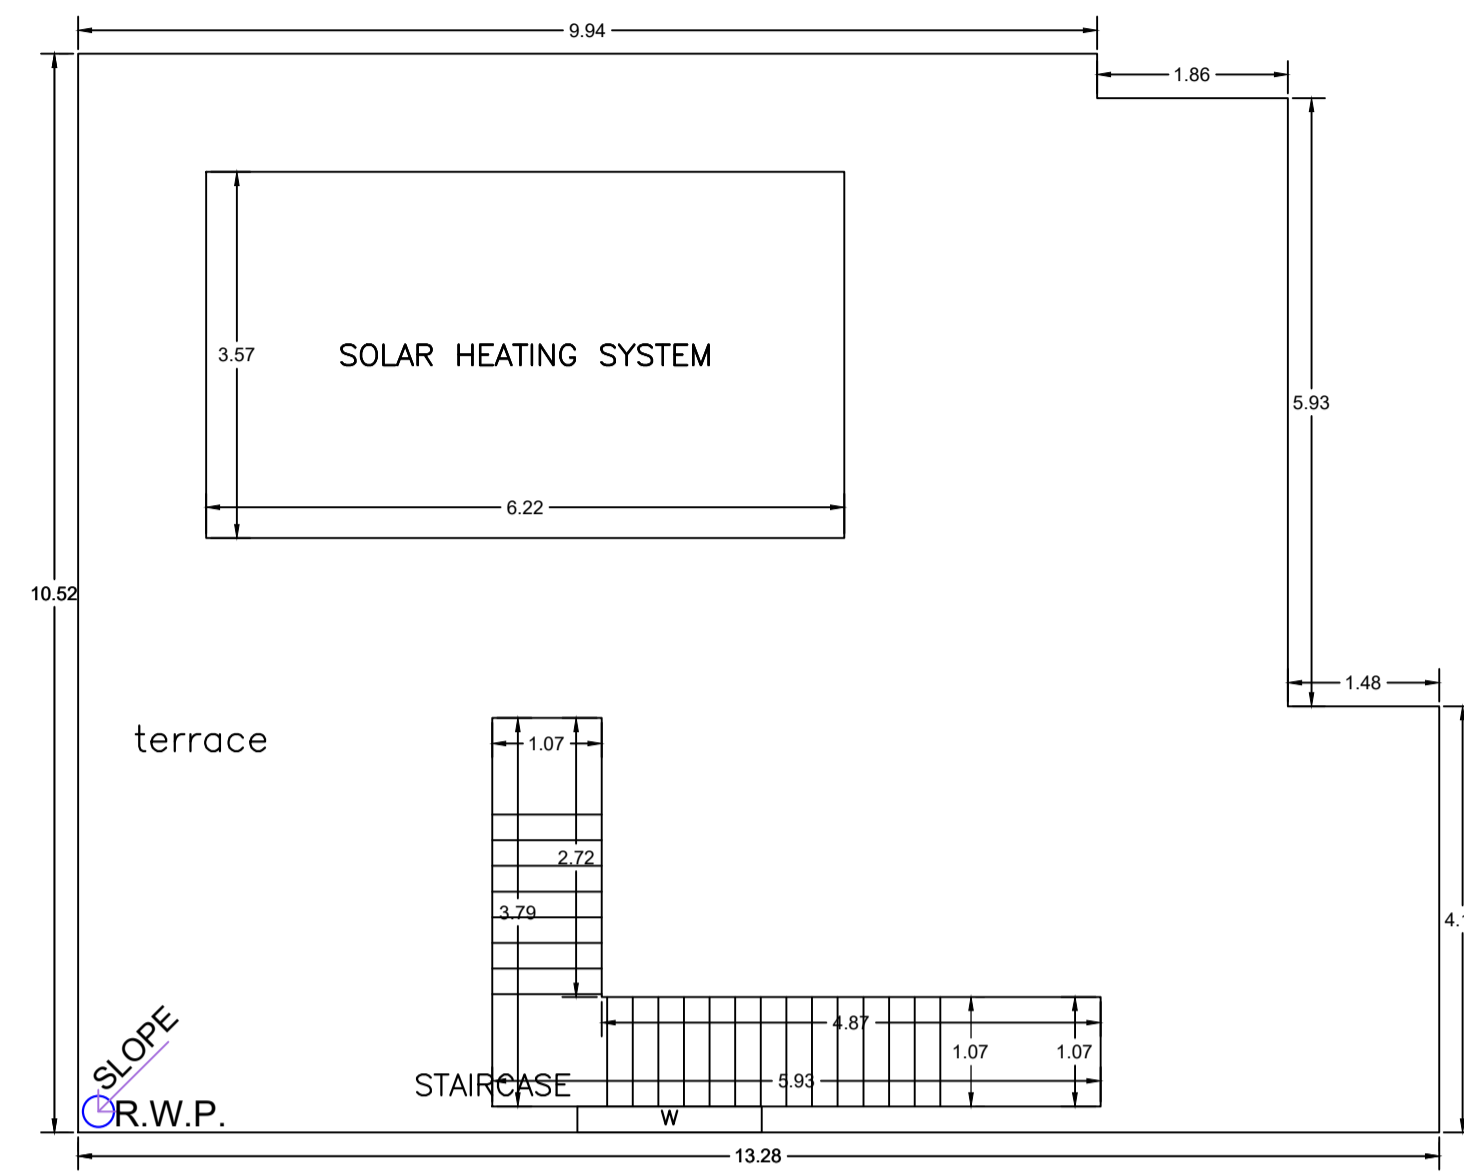 9.94
1.86
3.57
SOLAR HEATING SYSTEM
5.93
6.22
10.52
1.48
terrace
1.07
2.72
3.79
4.87
1.07
1.07
SLOPE
STAIRCASE
5.93
R.W.P.
W
13.28